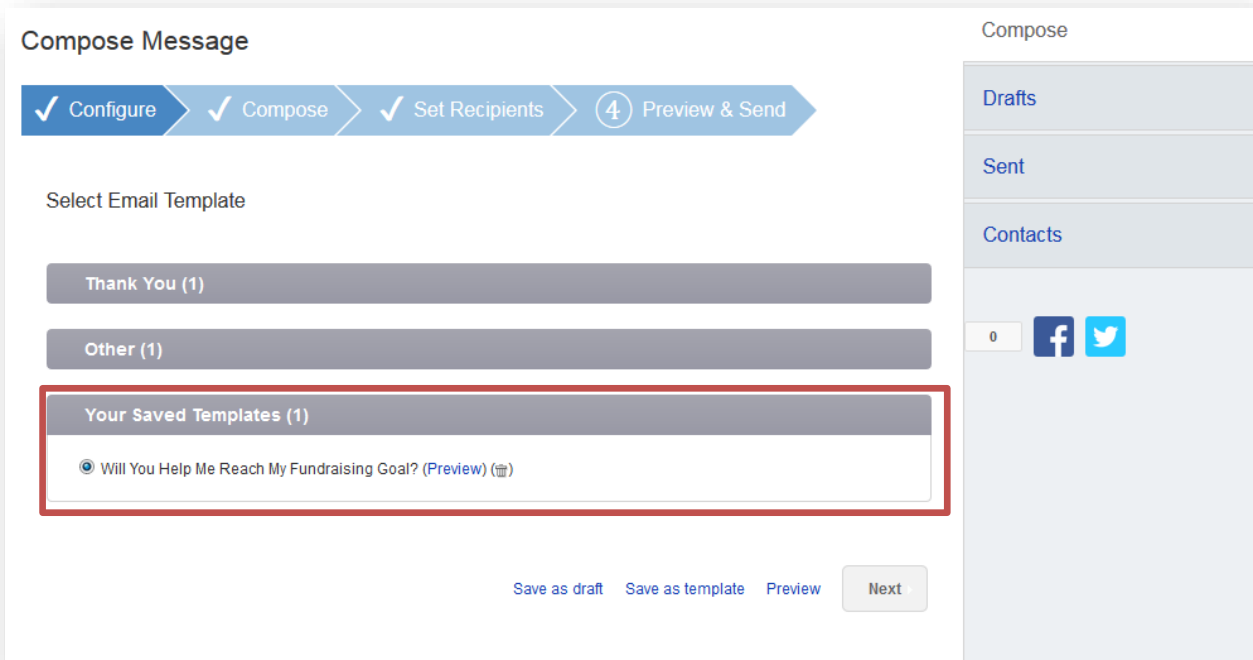 Compose Message
Configure
Compose
Set Recipients
4 Preview & Send
Select Email Template
Thank You (1)
Other (1)
Your Saved Templates (1)
Will You Help Me Reach My Fundraising Goal? (Preview) ( )
Save as draft
Save as template
Preview
Next
Compose
Drafts
Sent
Contacts
0